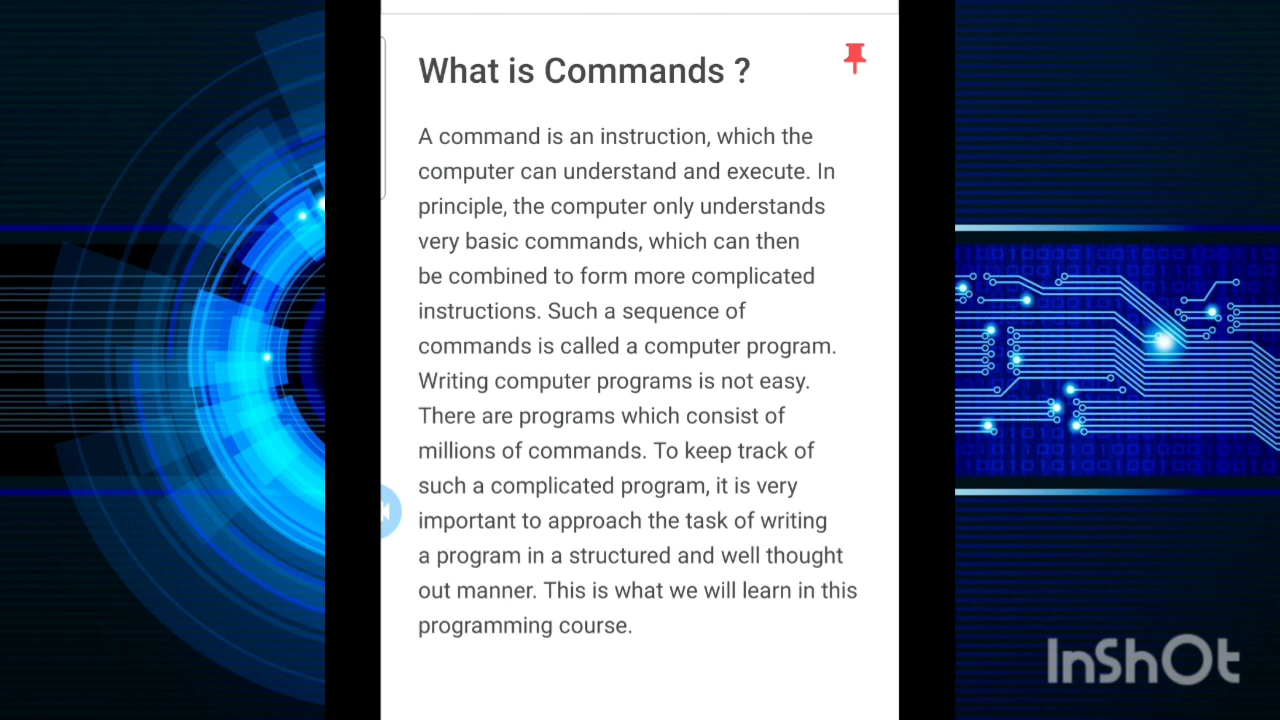 What is Commands ?
A command is an instruction, which the
computer can understand and execute. In
principle, the computer only understands
very basic commands, which can then
be combined to form more complicated
instructions. Such a sequence of
commands is called a computer program.
Writing computer programs is not easy.
There are programs which consist of
millions of commands. To keep track of
such a complicated program, it is very
important to approach the task of writing
a program in a structured and well thought
out manner. This is what we will learn in this
programming course.
InShOt